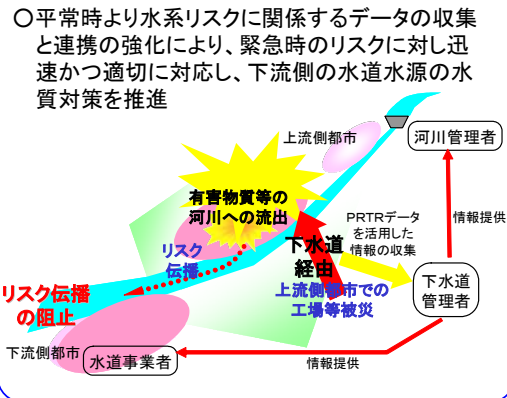 ○平常時より水系リスクに関係するデータの収集
と連携の強化により、緊急時のリスクに対し迅
速かつ適切に対応し、下流側の水道水源の水
質対策を推進
上流側都市
河川管理者
有害物質等の
河川への流出
PRTRデータ
を活用した
情報の収集
情報提供
リスク
伝播
下水道
経由
上流側都市での
工場等被災
下水道
管理者
リスク伝播
の阻止
下流側都市
水道事業者
情報提供